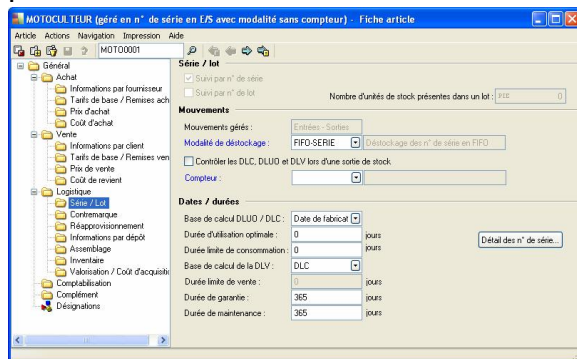 MOTOCULTEUR (géré en n° de série en E/S avec modalité sans compteur) - Fiche article
Article Actions Navigation Impression Aide
MOTO0001
Général
Achat
Informations par fournisseur
Tarifs de base / Remises ach
Prix d'achat
Coût d'achat
Vente
Informations par client
Tarifs de base / Remises ven
Prix de vente
Coût de revient
Logistique
Série / Lot
Contremarque
Réapprovisionnement
Informations par dépôt
Assemblage
Inventaire
Valorisation / Coût d'acquisitio
Comptabilisation
Complément
Désignations
Série / lot
Suivi par n° de série
Suivi par n° de lot
Nombre d'unités de stock présentes dans un lot : 0
Mouvements
Mouvements gérés : Entrées - Sorties
Modalité de déstockage : FIFO-SERIE Déstockage des n° de série en FIFO
Contrôler les DLC, DLUO et DLV lors d'une sortie de stock
Compteur :
Dates / durées
Base de calcul DLUO / DLC : Date de fabricat
Durée d'utilisation optimale : 0 jours
Durée limite de consommation : 0 jours
Détail des n° de série...
Base de calcul de la DLV : DLC
Durée limite de vente : 0 jours
Durée de garantie : 365 jours
Durée de maintenance : 365 jours